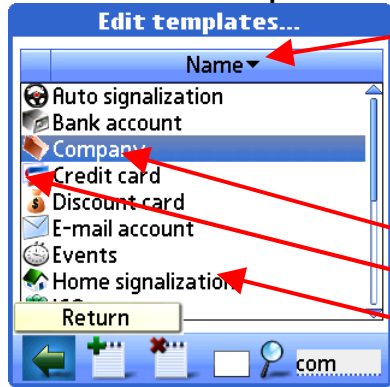 Edit templates...
Name
Auto signalization
Bank account
Company
Credit card
Discount card
E-mail account
Events
Home signalization
Return
com